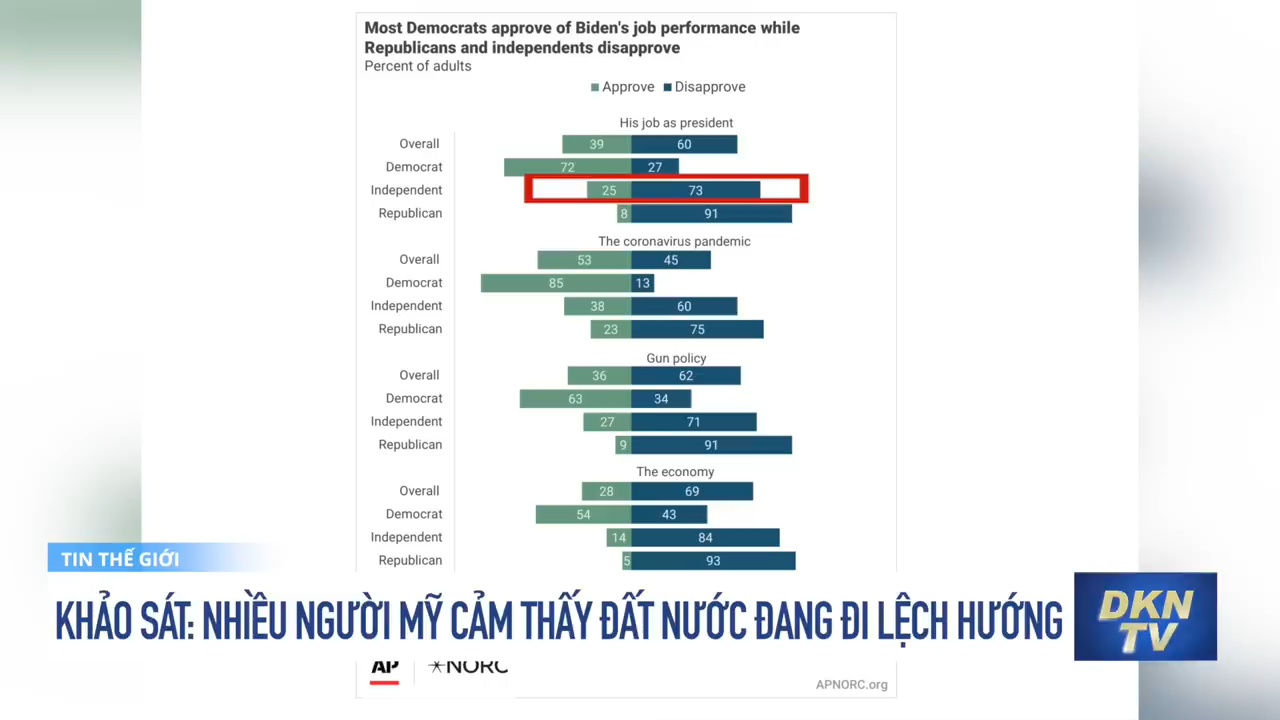 Most Democrats approve of Biden's job performance while
Republicans and independents disapprove
Percent of adults
Approve Disapprove
His job as president
Overall 39 60
Democrat 72 27
Independent 25 73
Republican 8 91
The coronavirus pandemic
Overall 53 45
Democrat 85 13
Independent 38 60
Republican 23 75
Gun policy
Overall 36 62
Democrat 63 34
Independent 27 71
Republican 9 91
The economy
Overall 28 69
Democrat 54 43
Independent 14 84
Republican 5 93
TIN THẾ GIỚI
KHẢO SÁT: NHIỀU NGƯỜI MỸ CẢM THẤY ĐẤT NƯỚC ĐANG ĐI LỆCH HƯỚNG
DKN
TV
AP NORC
APNORC.org